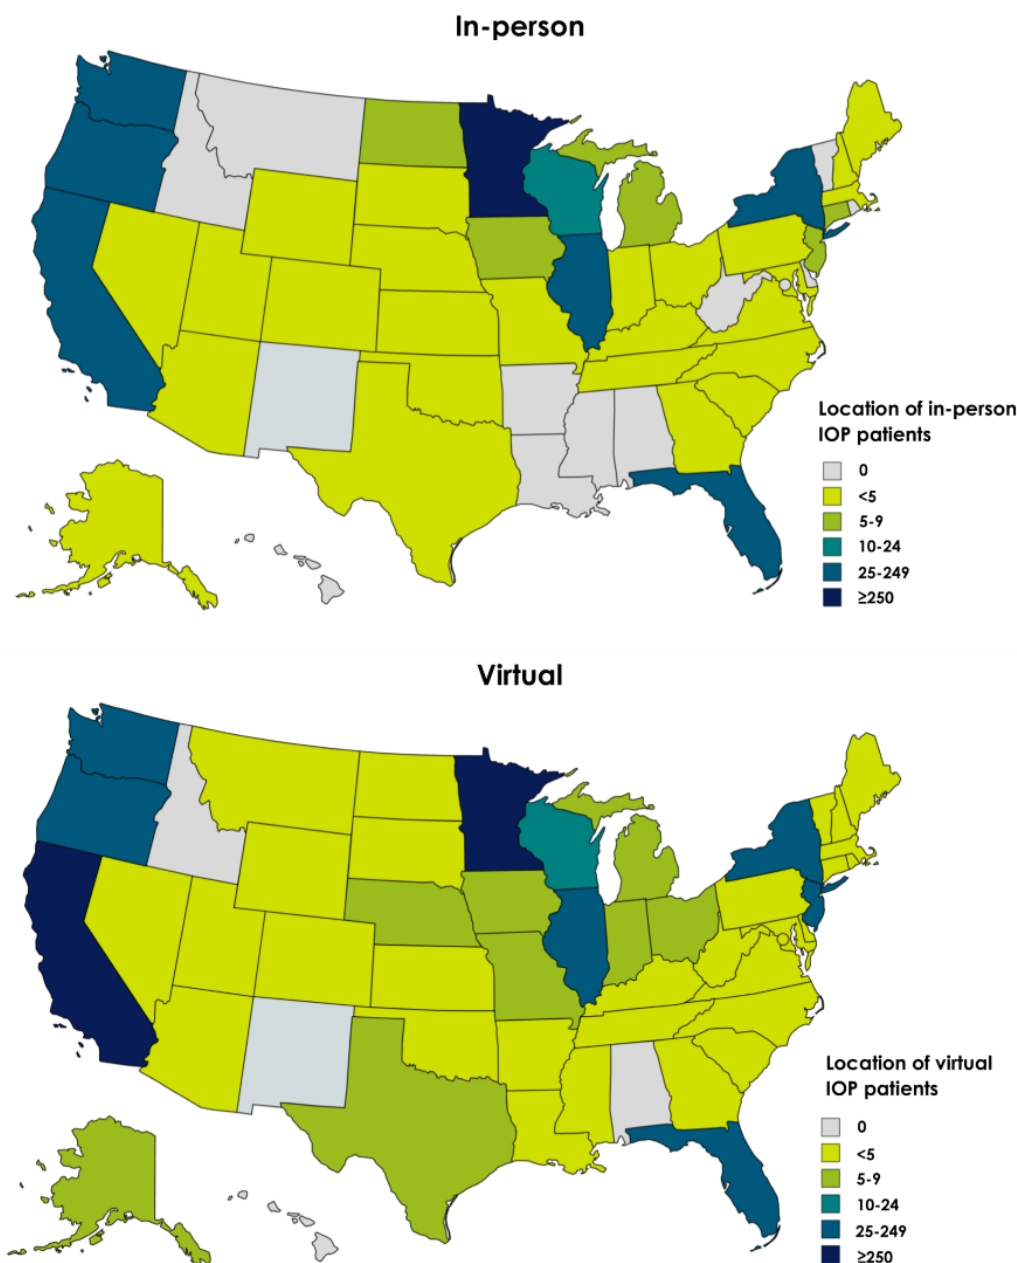 In-person
Location of in-person
IOP patients
0
<5
5-9
10-24
25-249
≥250
Virtual
Location of virtual
IOP patients
0
<5
5-9
10-24
25-249
≥250